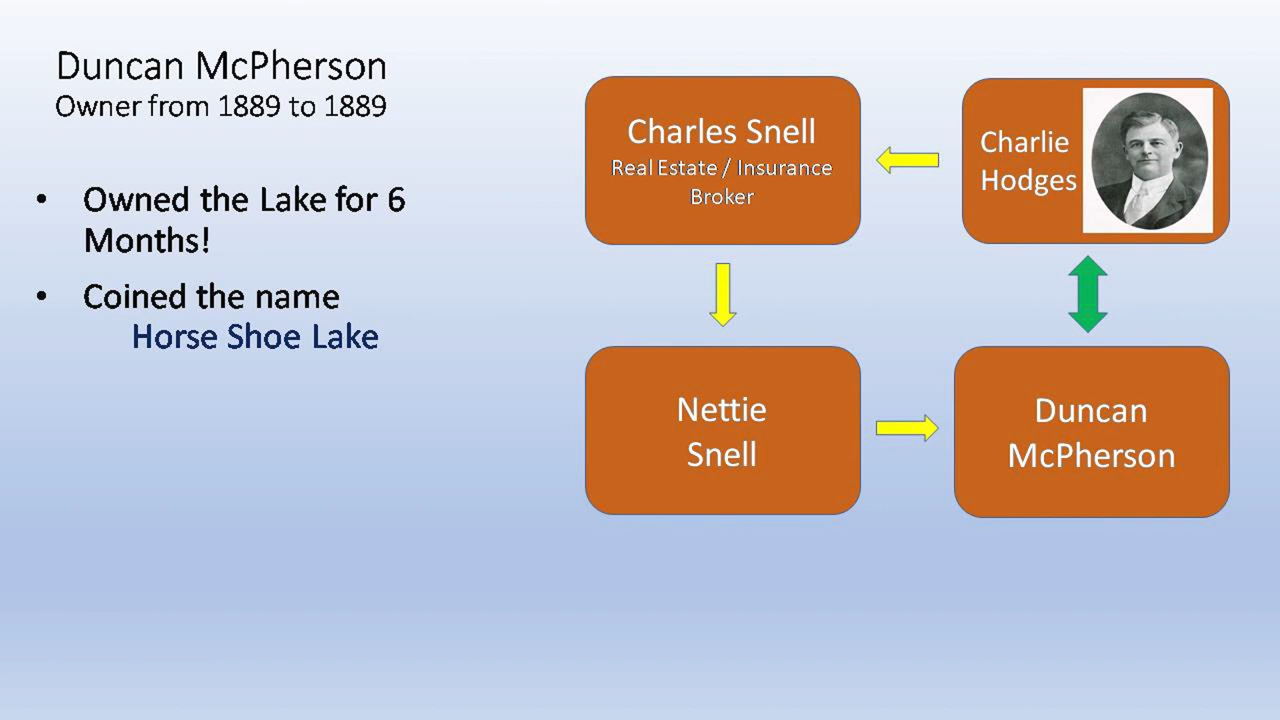 Duncan McPherson
Owner from 1889 to 1889
• Owned the Lake for 6
Months!
• Coined the name
Horse Shoe Lake
Charles Snell
Real Estate / Insurance
Broker
Charlie
Hodges
Nettie
Snell
Duncan
McPherson